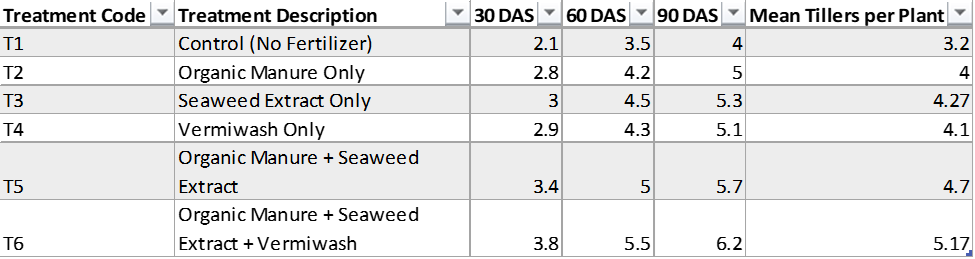 Treatment Code Treatment Description 30 DAS 60 DAS 90 DAS Mean Tillers per Plant
T1 Control (No Fertilizer) 2.1 3.5 4 3.2
T2 Organic Manure Only 2.8 4.2 5 4
T3 Seaweed Extract Only 3 4.5 5.3 4.27
T4 Vermiwash Only 2.9 4.3 5.1 4.1
Organic Manure + Seaweed
T5 Extract 3.4 5 5.7 4.7
Organic Manure + Seaweed
T6 Extract + Vermiwash 3.8 5.5 6.2 5.17